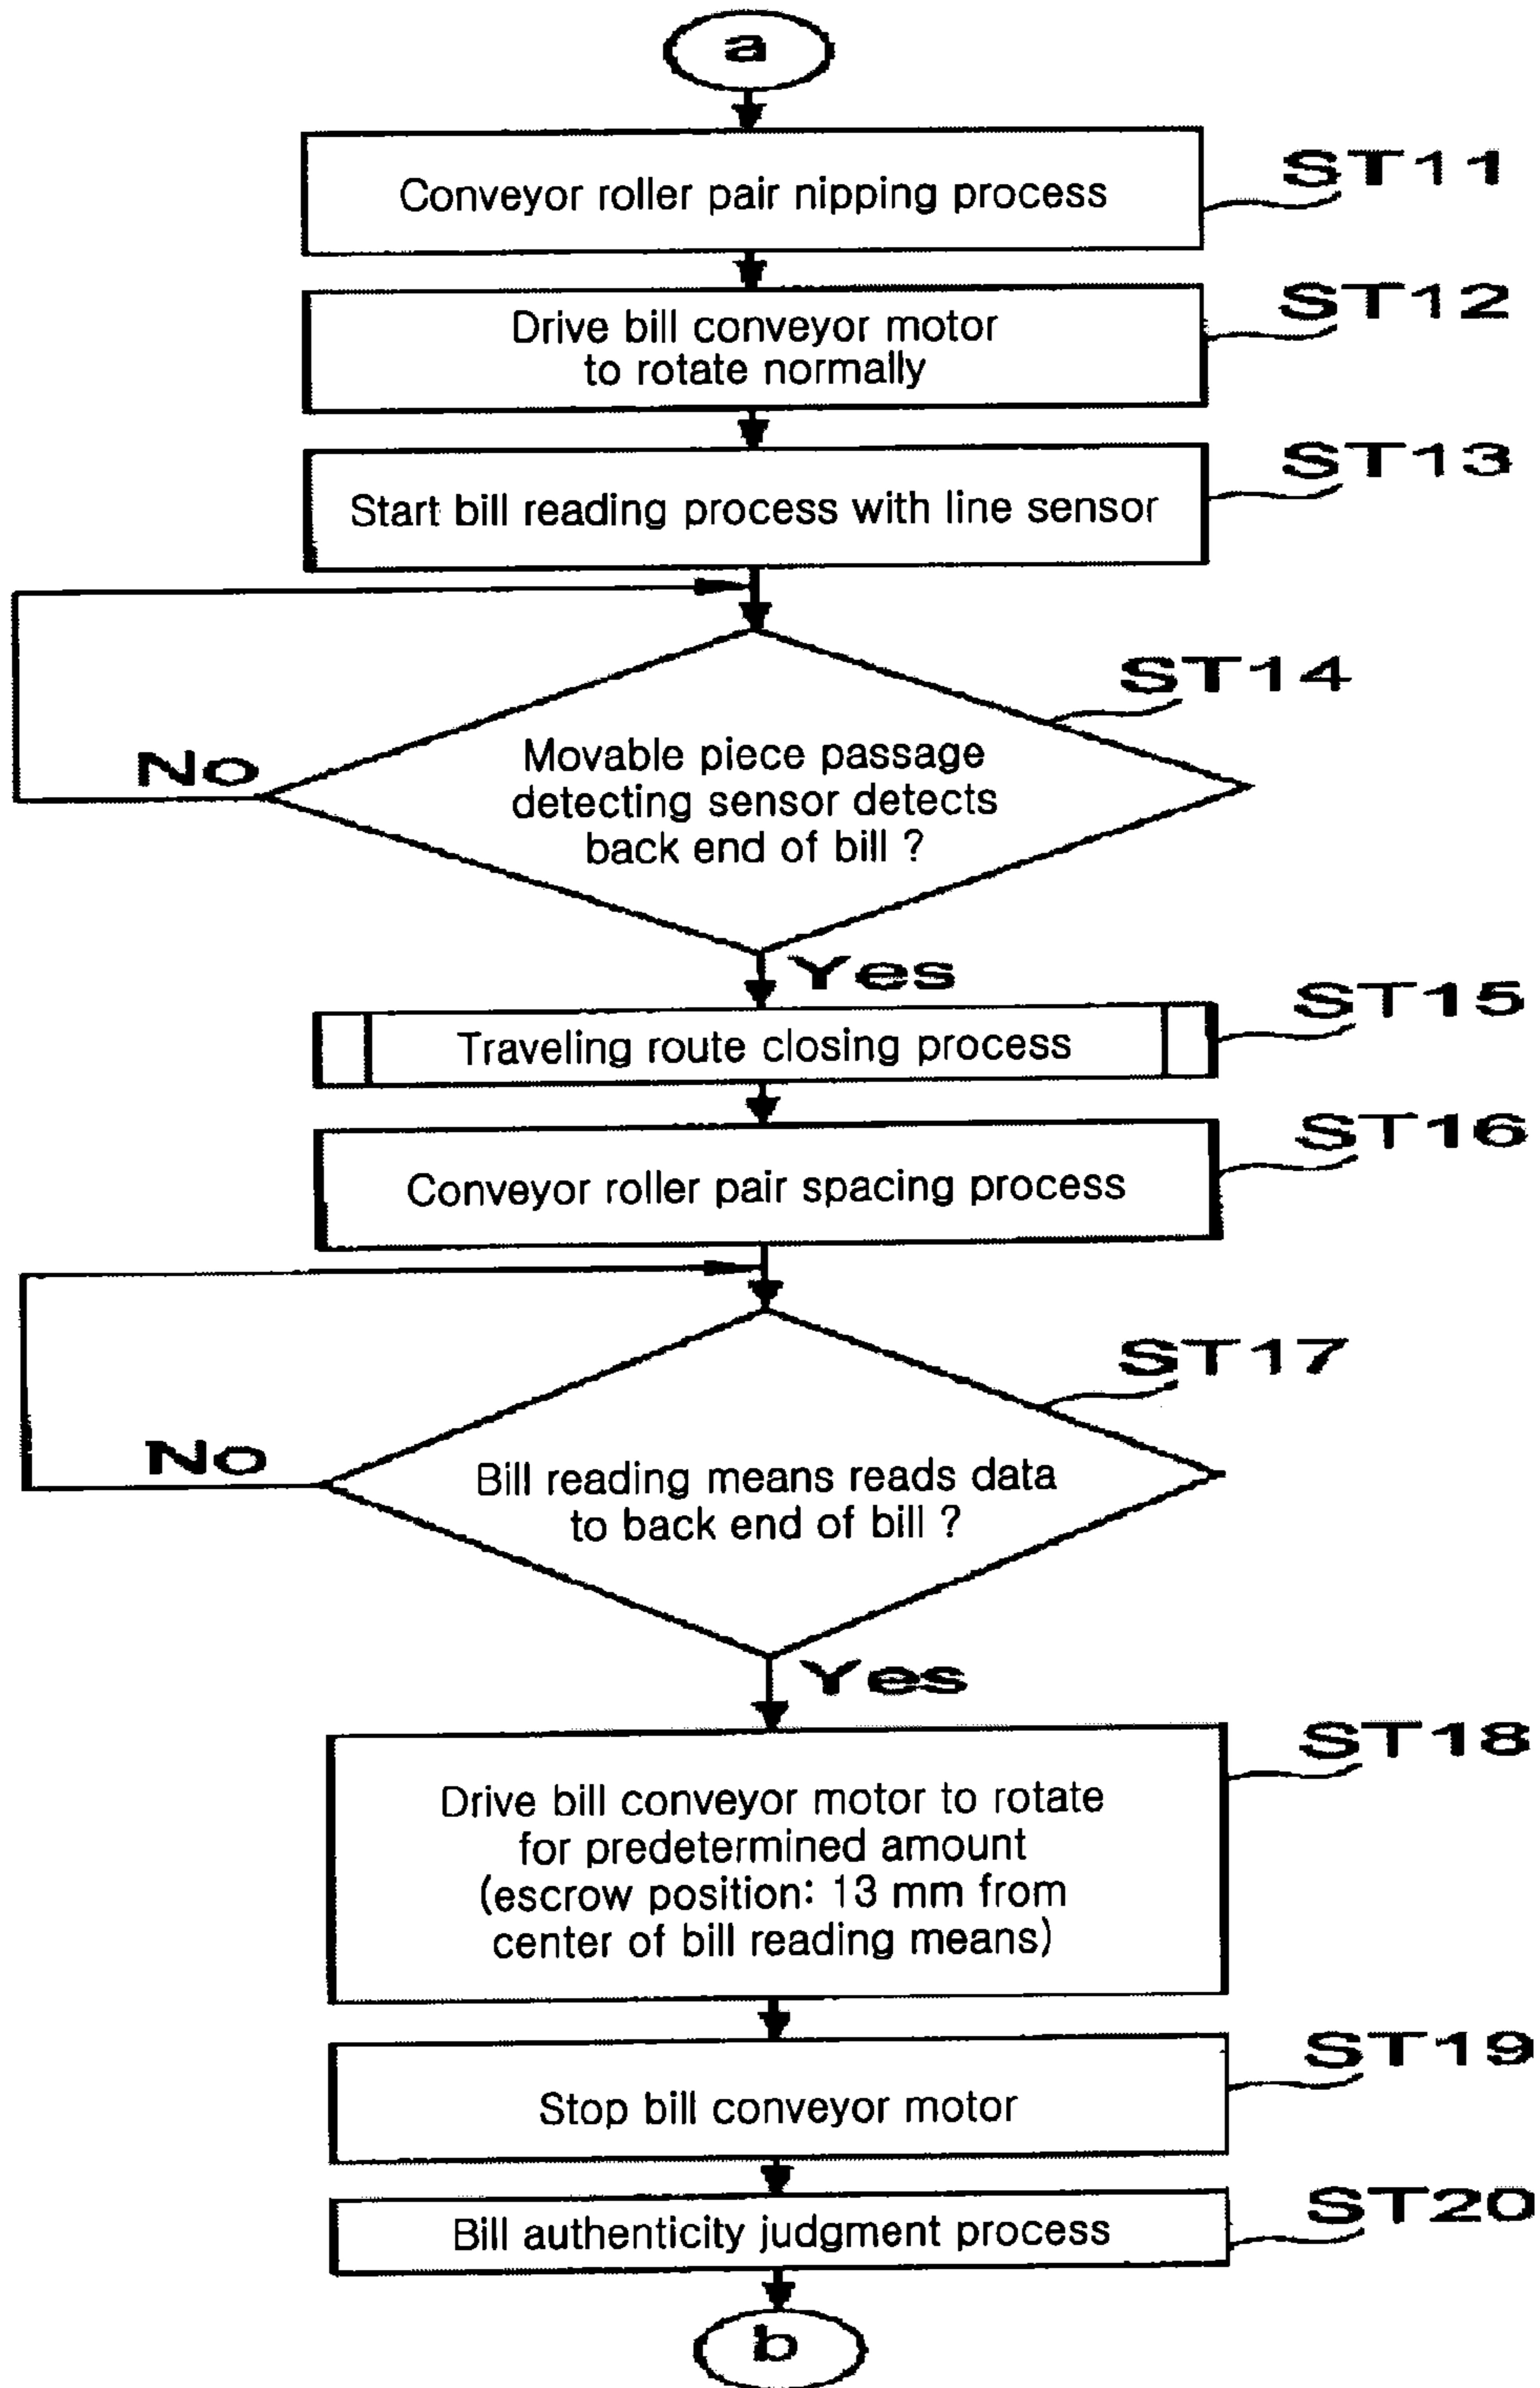 a
Conveyor roller pair nipping process
ST11
Drive bill conveyor motor
to rotate normally
ST12
Start bill reading process with line sensor
ST13
ST14
Movable piece passage
detecting sensor detects
back end of bill ?
No
Yes
Traveling route closing process
ST15
Conveyor roller pair spacing process
ST16
ST17
Bill reading means reads data
to back end of bill ?
No
Yes
Drive bill conveyor motor to rotate
for predetermined amount
(escrow position: 13 mm from
center of bill reading means)
ST18
Stop bill conveyor motor
ST19
Bill authenticity judgment process
ST20
b